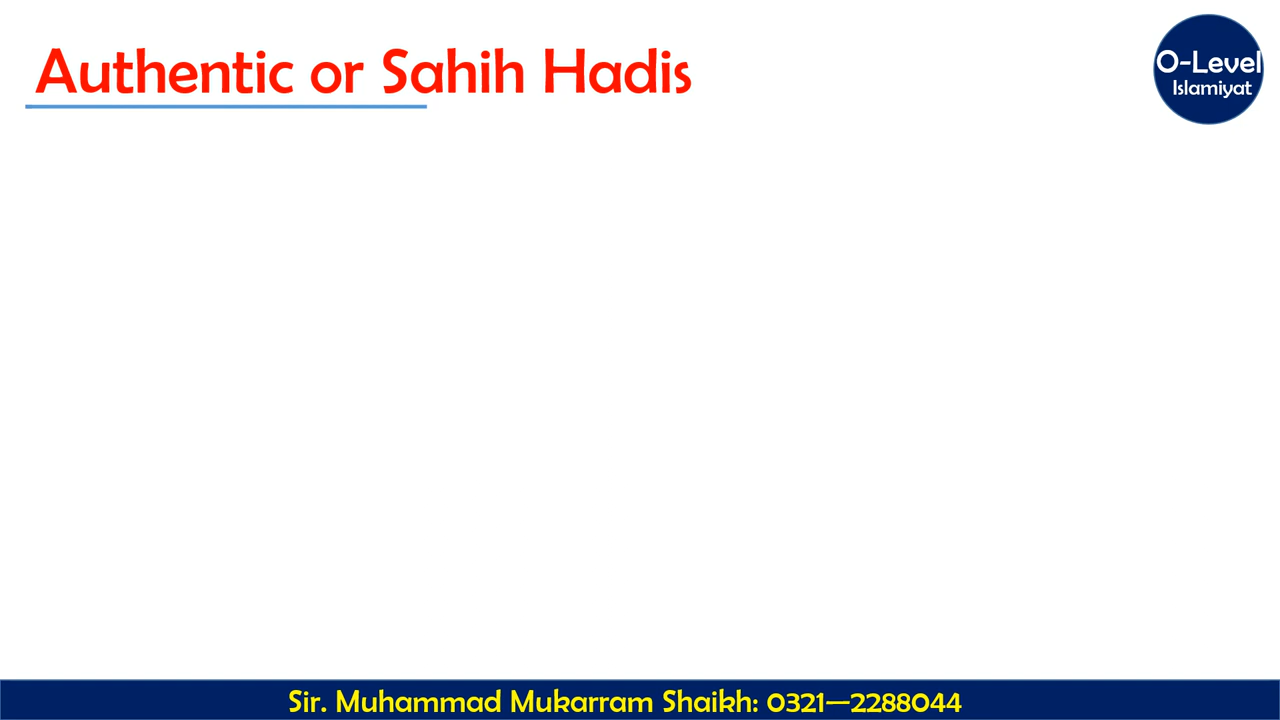 Authentic or Sahih Hadis
O-Level
Islamiyat
Sir. Muhammad Mukarram Shaikh: 0321—2288044